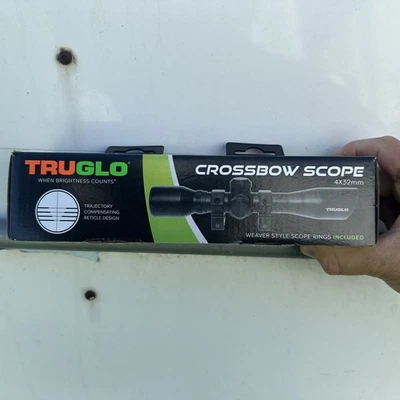 TRUGLO®
WHEN BRIGHTNESS COUNTS®
TRAJECTORY
COMPENSATING
RETICLE DESIGN
CROSSBOW SCOPE
4X32mm
TRUGLO
WEAVER STYLE SCOPE RINGS INCLUDED